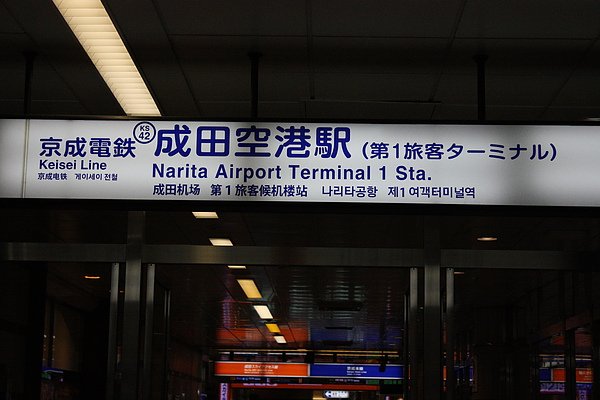 京成電鉄 KS 42 成田空港駅（第1旅客ターミナル）
Keisei Line Narita Airport Terminal 1 Sta.
京成电铁 게이세이 전철 成田机场 第1旅客候机楼站 나리타공항 제1여객터미널역